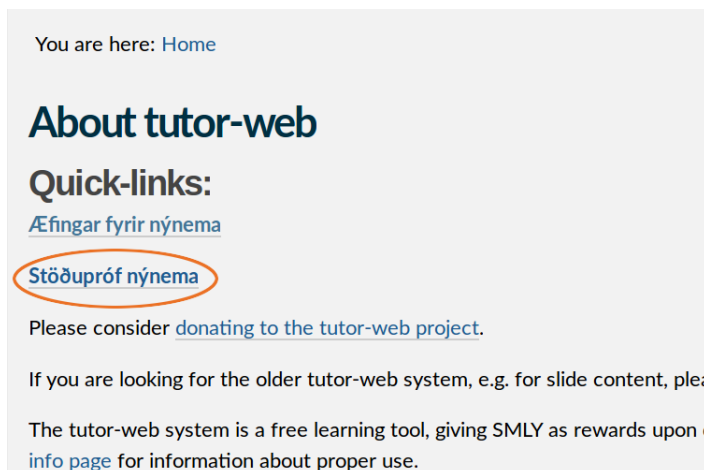 You are here: Home
About tutor-web
Quick-links:
Æfingar fyrir nýnema
Stöðupróf nýnema
Please consider donating to the tutor-web project.
If you are looking for the older tutor-web system, e.g. for slide content,
The tutor-web system is a free learning tool, giving SMLY as rewards upon
info page for information about proper use.